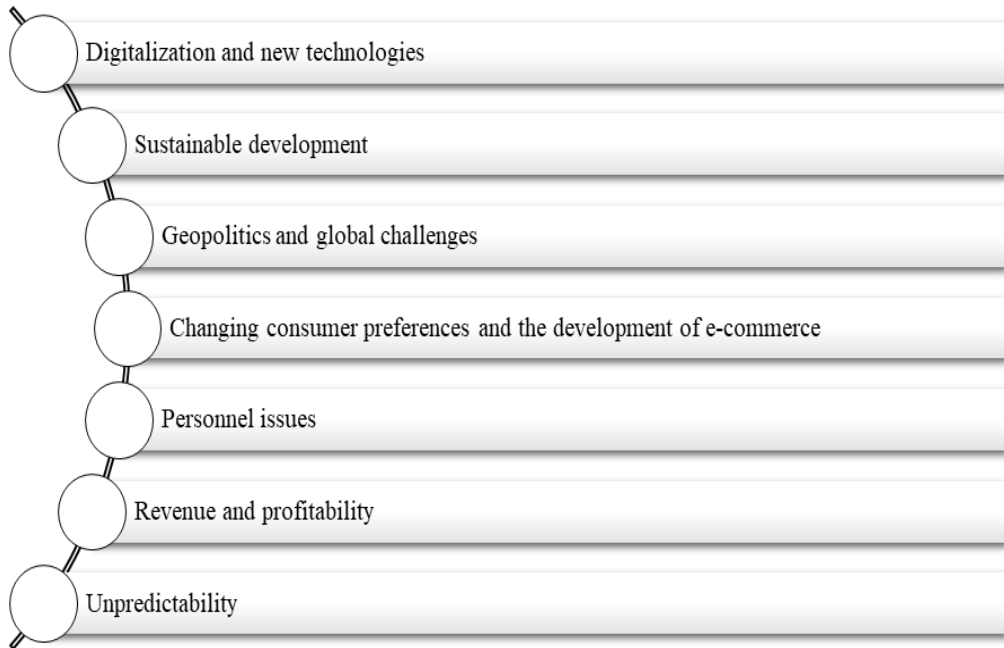 Digitalization and new technologies
Sustainable development
Geopolitics and global challenges
Changing consumer preferences and the development of e-commerce
Personnel issues
Revenue and profitability
Unpredictability